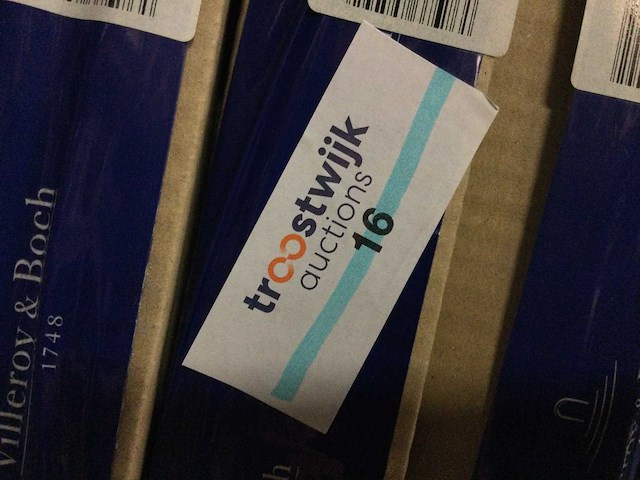 Villeroy & Boch
1748
troostwijk
auctions
16
h